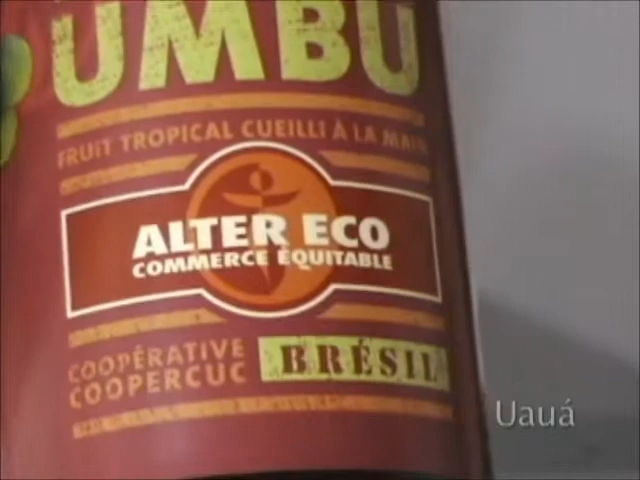 UMBU
FRUIT TROPICAL CUEILLI À LA MAIN
ALTER ECO
COMMERCE ÉQUITABLE
COOPÉRATIVE
COOPERCUC
BRÉSIL
Uauá